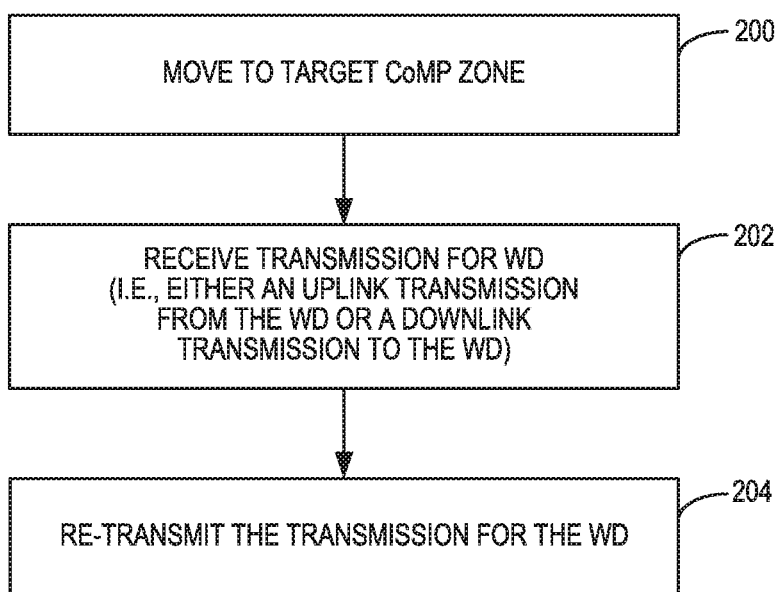 200
MOVE TO TARGET CoMP ZONE
202
RECEIVE TRANSMISSION FOR WD
(I.E., EITHER AN UPLINK TRANSMISSION
FROM THE WD OR A DOWNLINK
TRANSMISSION TO THE WD)
204
RE-TRANSMIT THE TRANSMISSION FOR THE WD